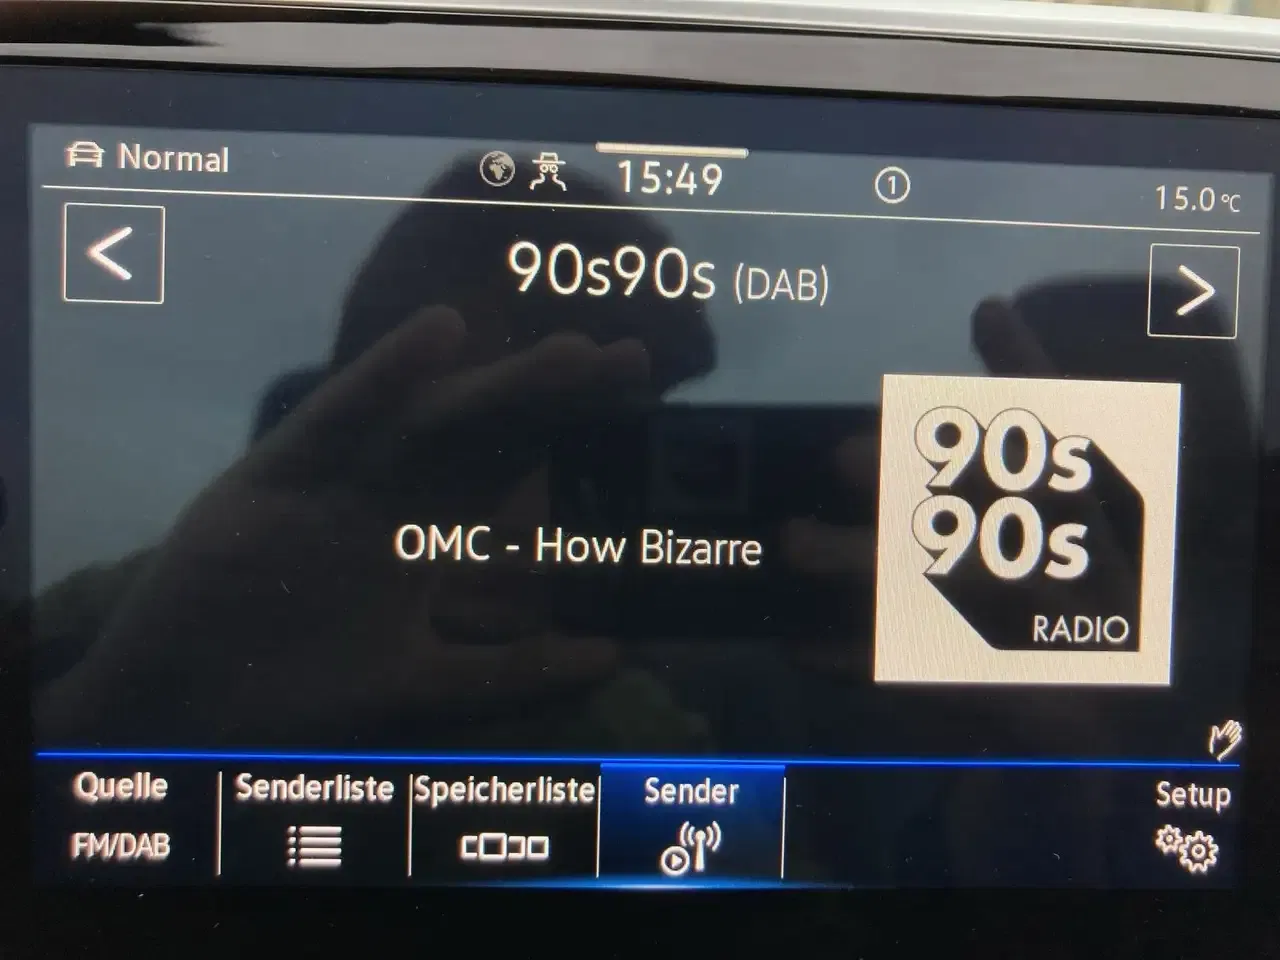 Normal
15:49
1
15.0 °C
<
90s90s (DAB)
>
OMC - How Bizarre
90s
90s
RADIO
Quelle
FM/DAB
Senderliste
Speicherliste
Sender
Setup